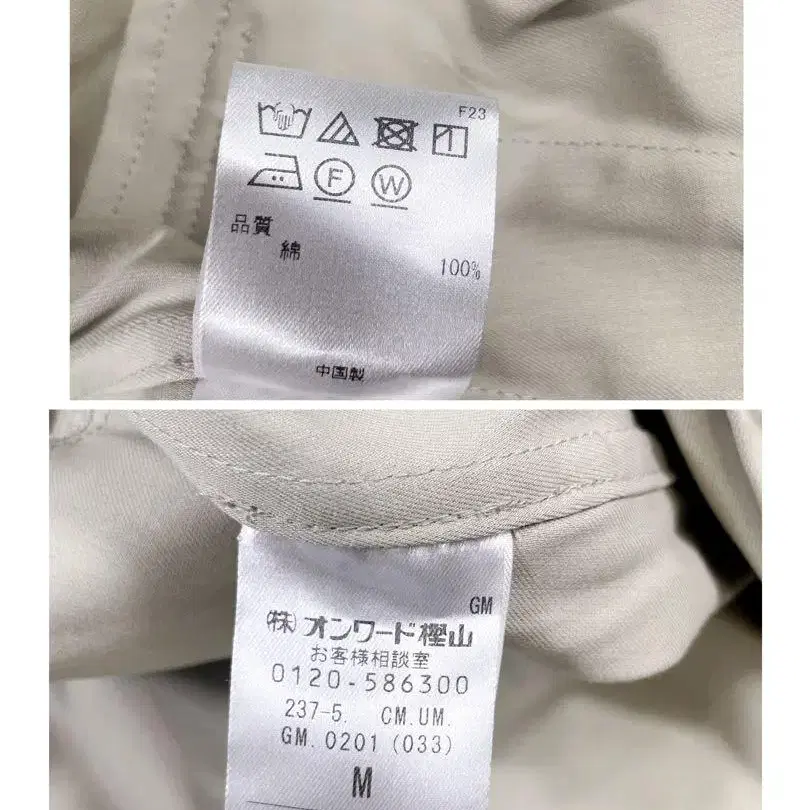 F23
F W
品質
綿 100%
中国製
GM
㈱オンワード樫山
お客様相談室
0120-586300
237-5. CM.UM.
GM.0201(033)
M